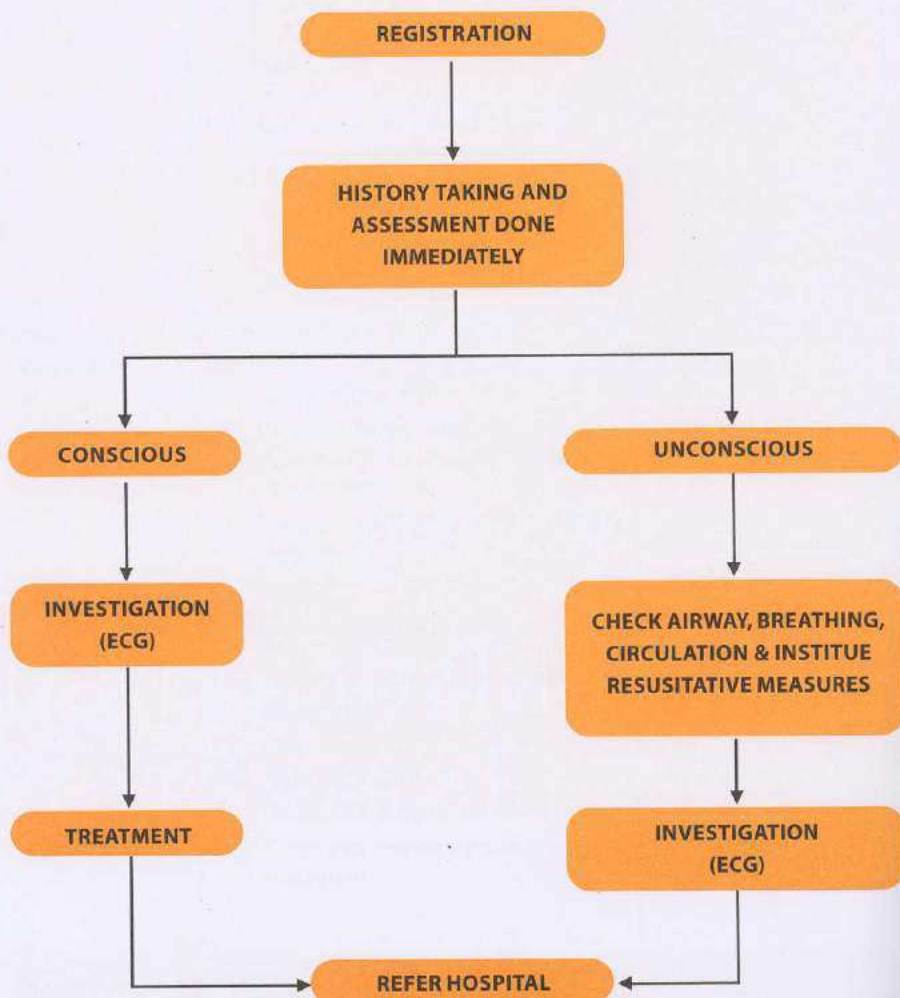 REGISTRATION
HISTORY TAKING AND
ASSESSMENT DONE
IMMEDIATELY
CONSCIOUS
UNCONSCIOUS
INVESTIGATION
(ECG)
CHECK AIRWAY, BREATHING,
CIRCULATION & INSTITUE
RESUSITATIVE MEASURES
TREATMENT
INVESTIGATION
(ECG)
REFER HOSPITAL